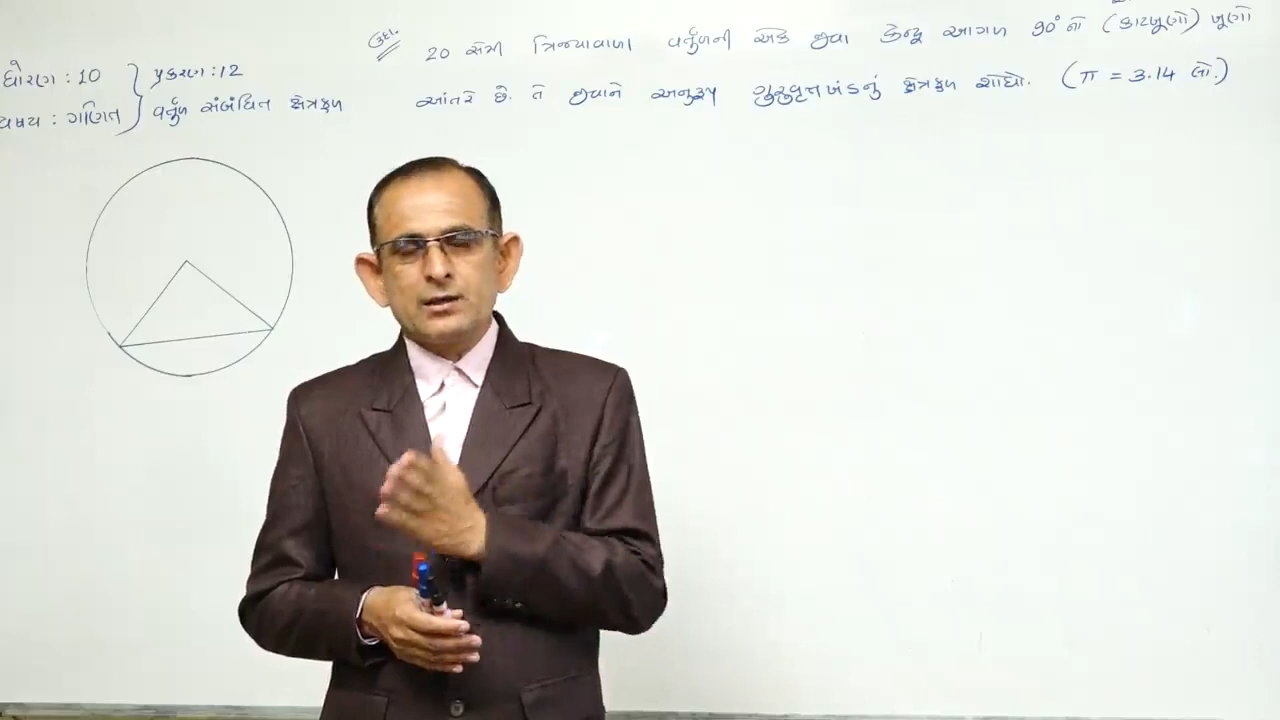 ઉદા. 20 સેમી ત્રિજ્યાવાળા વર્તુળની એક જીવા કેન્દ્ર આગળ 90° નો (કાટખૂણો) ખૂણો
આંતરે છે. તે જીવાને અનુરૂપ ગુરુવૃત્તખંડનું ક્ષેત્રફળ શોધો. (π = 3.14 લો.)
ધોરણ : 10
વિષય : ગણિત
પ્રકરણ : 12
વર્તુળ સંબંધિત ક્ષેત્રફળ